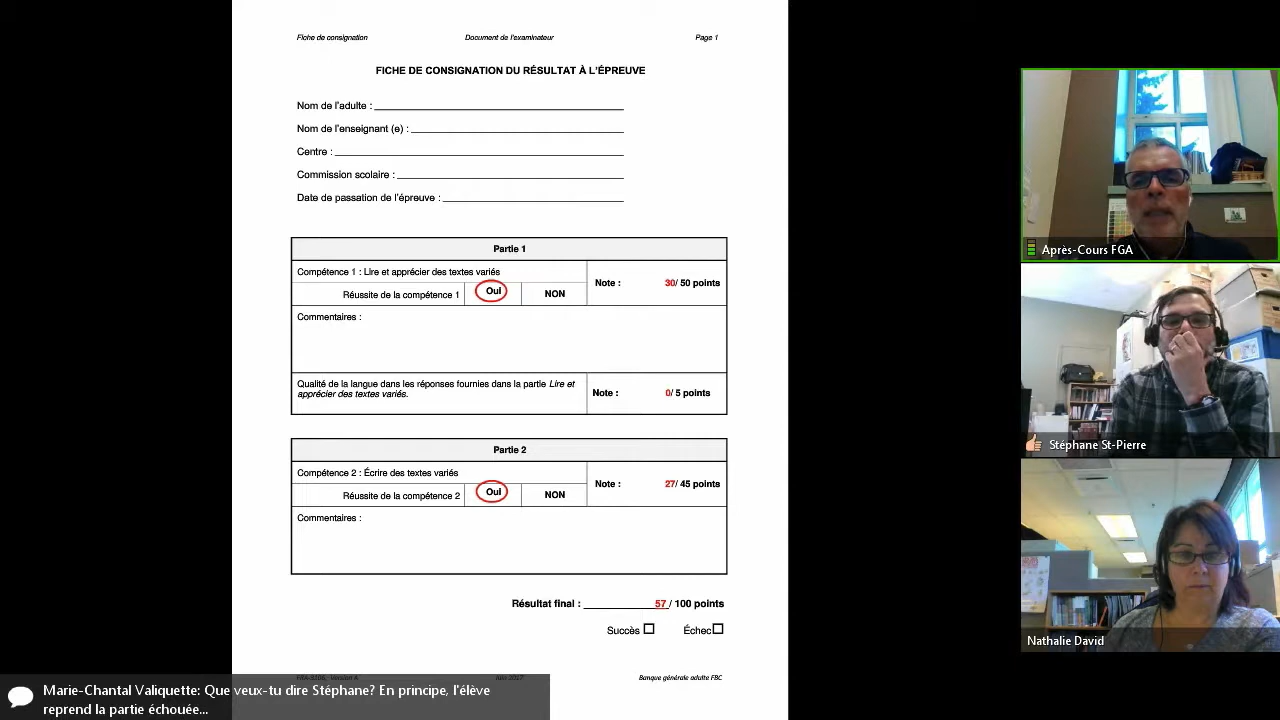 Fiche de consignation Document de l'examinateur Page 1
FICHE DE CONSIGNATION DU RÉSULTAT À L'ÉPREUVE
Nom de l'adulte :
Nom de l'enseignant (e) :
Centre :
Commission scolaire :
Date de passation de l'épreuve :
Partie 1
Compétence 1 : Lire et apprécier des textes variés
Note : 30/ 50 points
Réussite de la compétence 1 Oui NON
Commentaires :
Qualité de la langue dans les réponses fournies dans la partie Lire et
apprécier des textes variés.
Note : 0/ 5 points
Partie 2
Compétence 2 : Écrire des textes variés
Note : 27/ 45 points
Réussite de la compétence 2 Oui NON
Commentaires :
Résultat final : 57 / 100 points
Succès Échec
Juin 2017 Banque générale adulte FBC
Marie-Chantal Valiquette: Que veux-tu dire Stéphane? En principe, l'élève
reprend la partie échouée...
Après-Cours FGA
Stéphane St-Pierre
Nathalie David